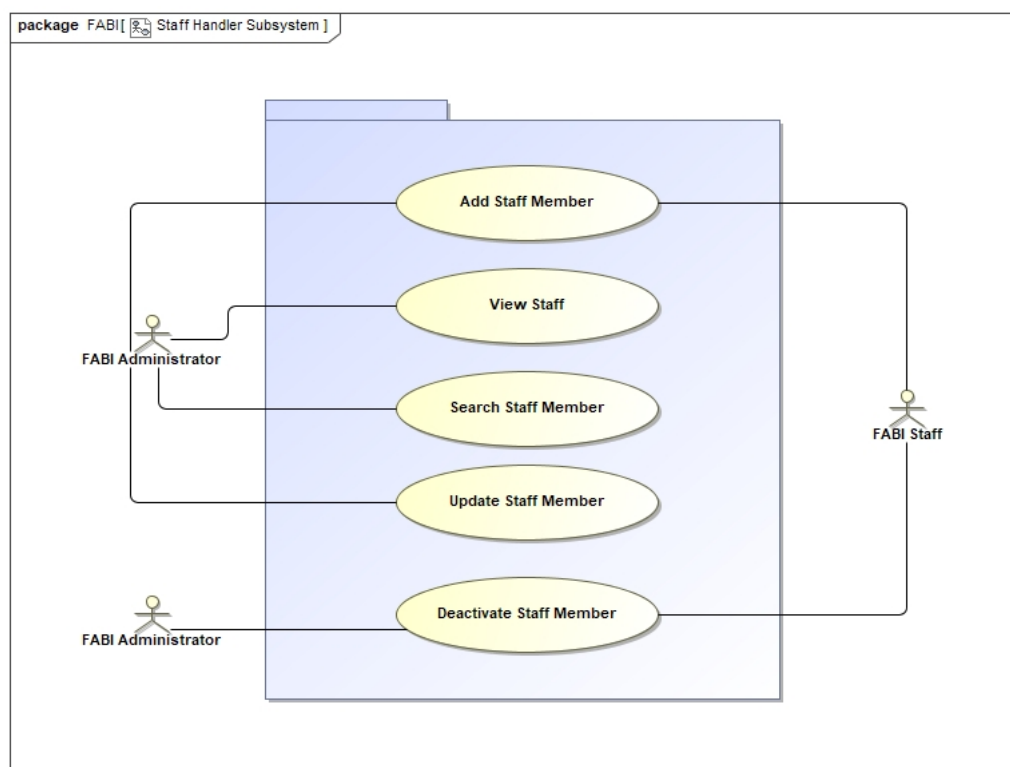 package FABI[ Staff Handler Subsystem ]
Add Staff Member
View Staff
FABI Administrator
Search Staff Member
FABI Staff
Update Staff Member
Deactivate Staff Member
FABI Administrator